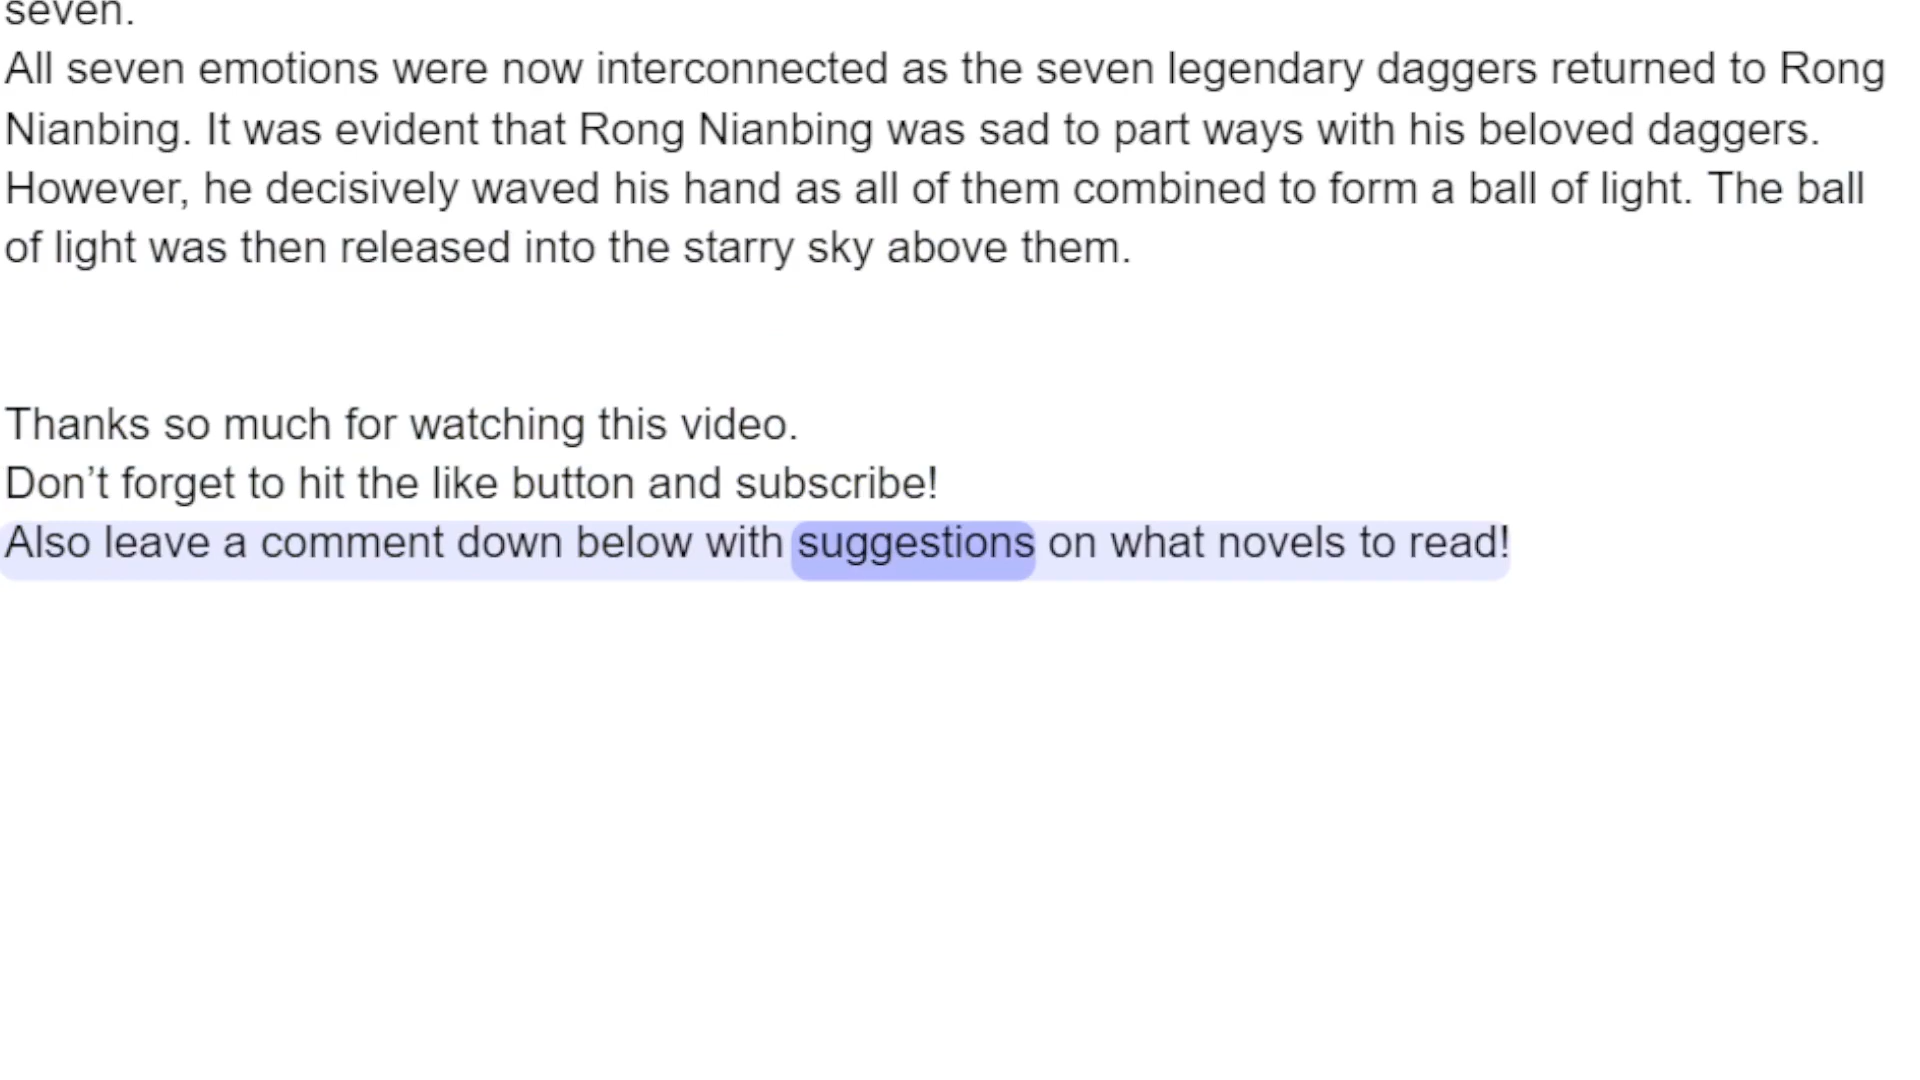 seven.
All seven emotions were now interconnected as the seven legendary daggers returned to Rong
Nianbing. It was evident that Rong Nianbing was sad to part ways with his beloved daggers.
However, he decisively waved his hand as all of them combined to form a ball of light. The ball
of light was then released into the starry sky above them.
Thanks so much for watching this video.
Don’t forget to hit the like button and subscribe!
Also leave a comment down below with suggestions on what novels to read!